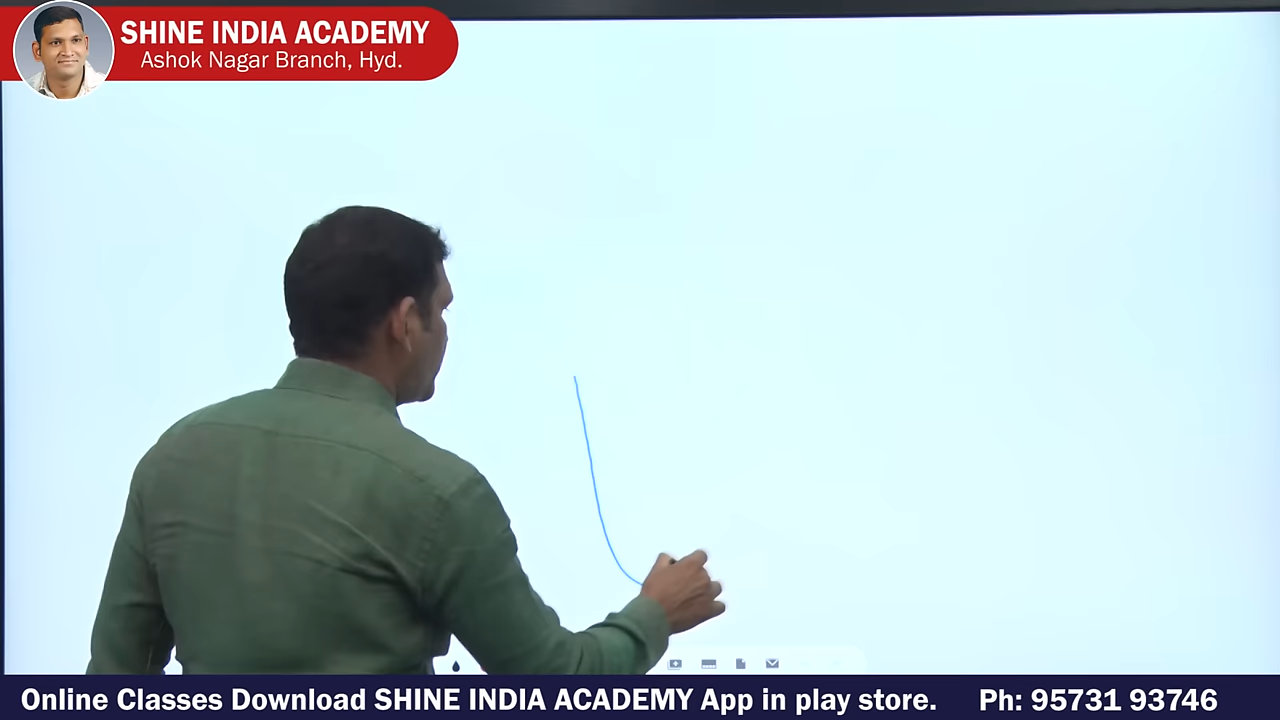 SHINE INDIA ACADEMY
Ashok Nagar Branch, Hyd.
Online Classes Download SHINE INDIA ACADEMY App in play store. Ph: 95731 93746